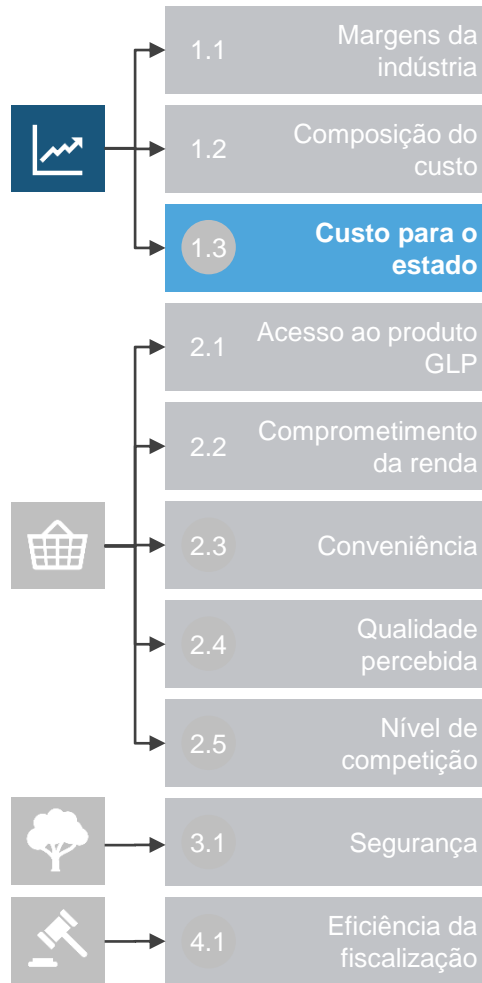 1.1
Margens da
indústria
1.2
Composição do
custo
1.3
Custo para o
estado
2.1
Acesso ao produto
GLP
2.2
Comprometimento
da renda
2.3
Conveniência
2.4
Qualidade
percebida
2.5
Nível de
competição
3.1
Segurança
4.1
Eficiência da
fiscalização